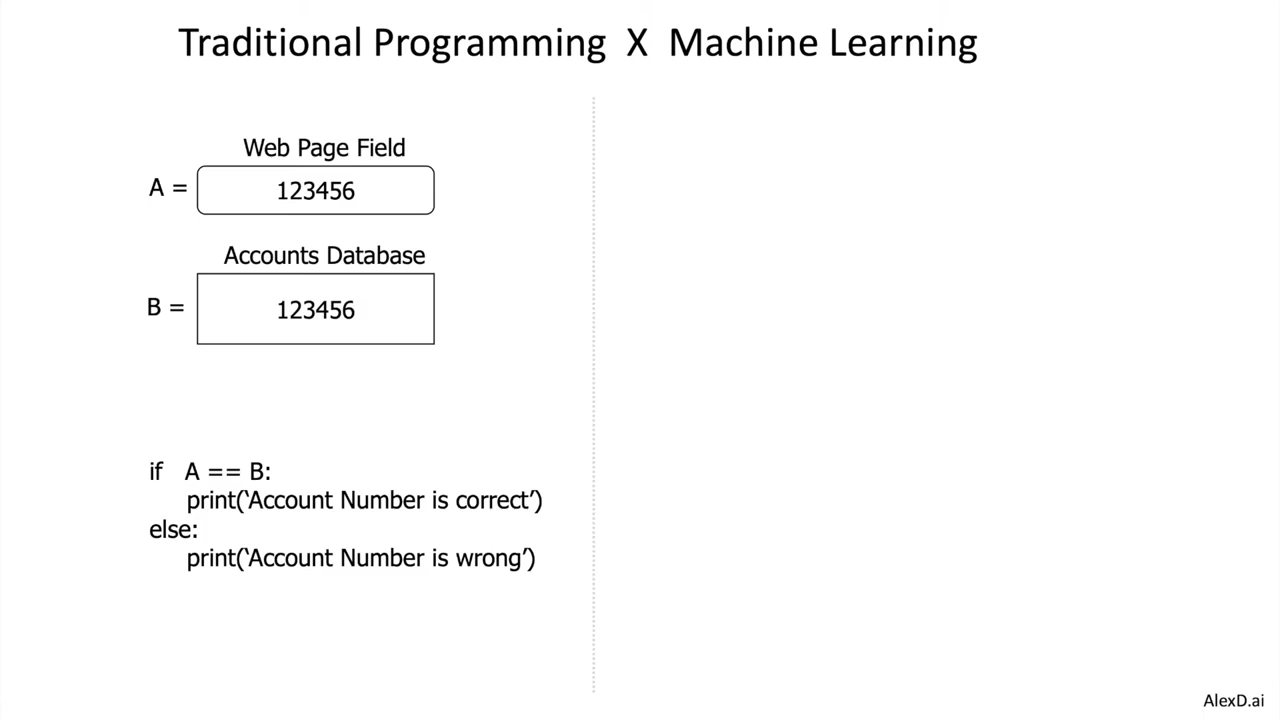 Traditional Programming X Machine Learning
Web Page Field
A = 123456
Accounts Database
B = 123456
if A == B:
print(‘Account Number is correct’)
else:
print(‘Account Number is wrong’)
AlexD.ai